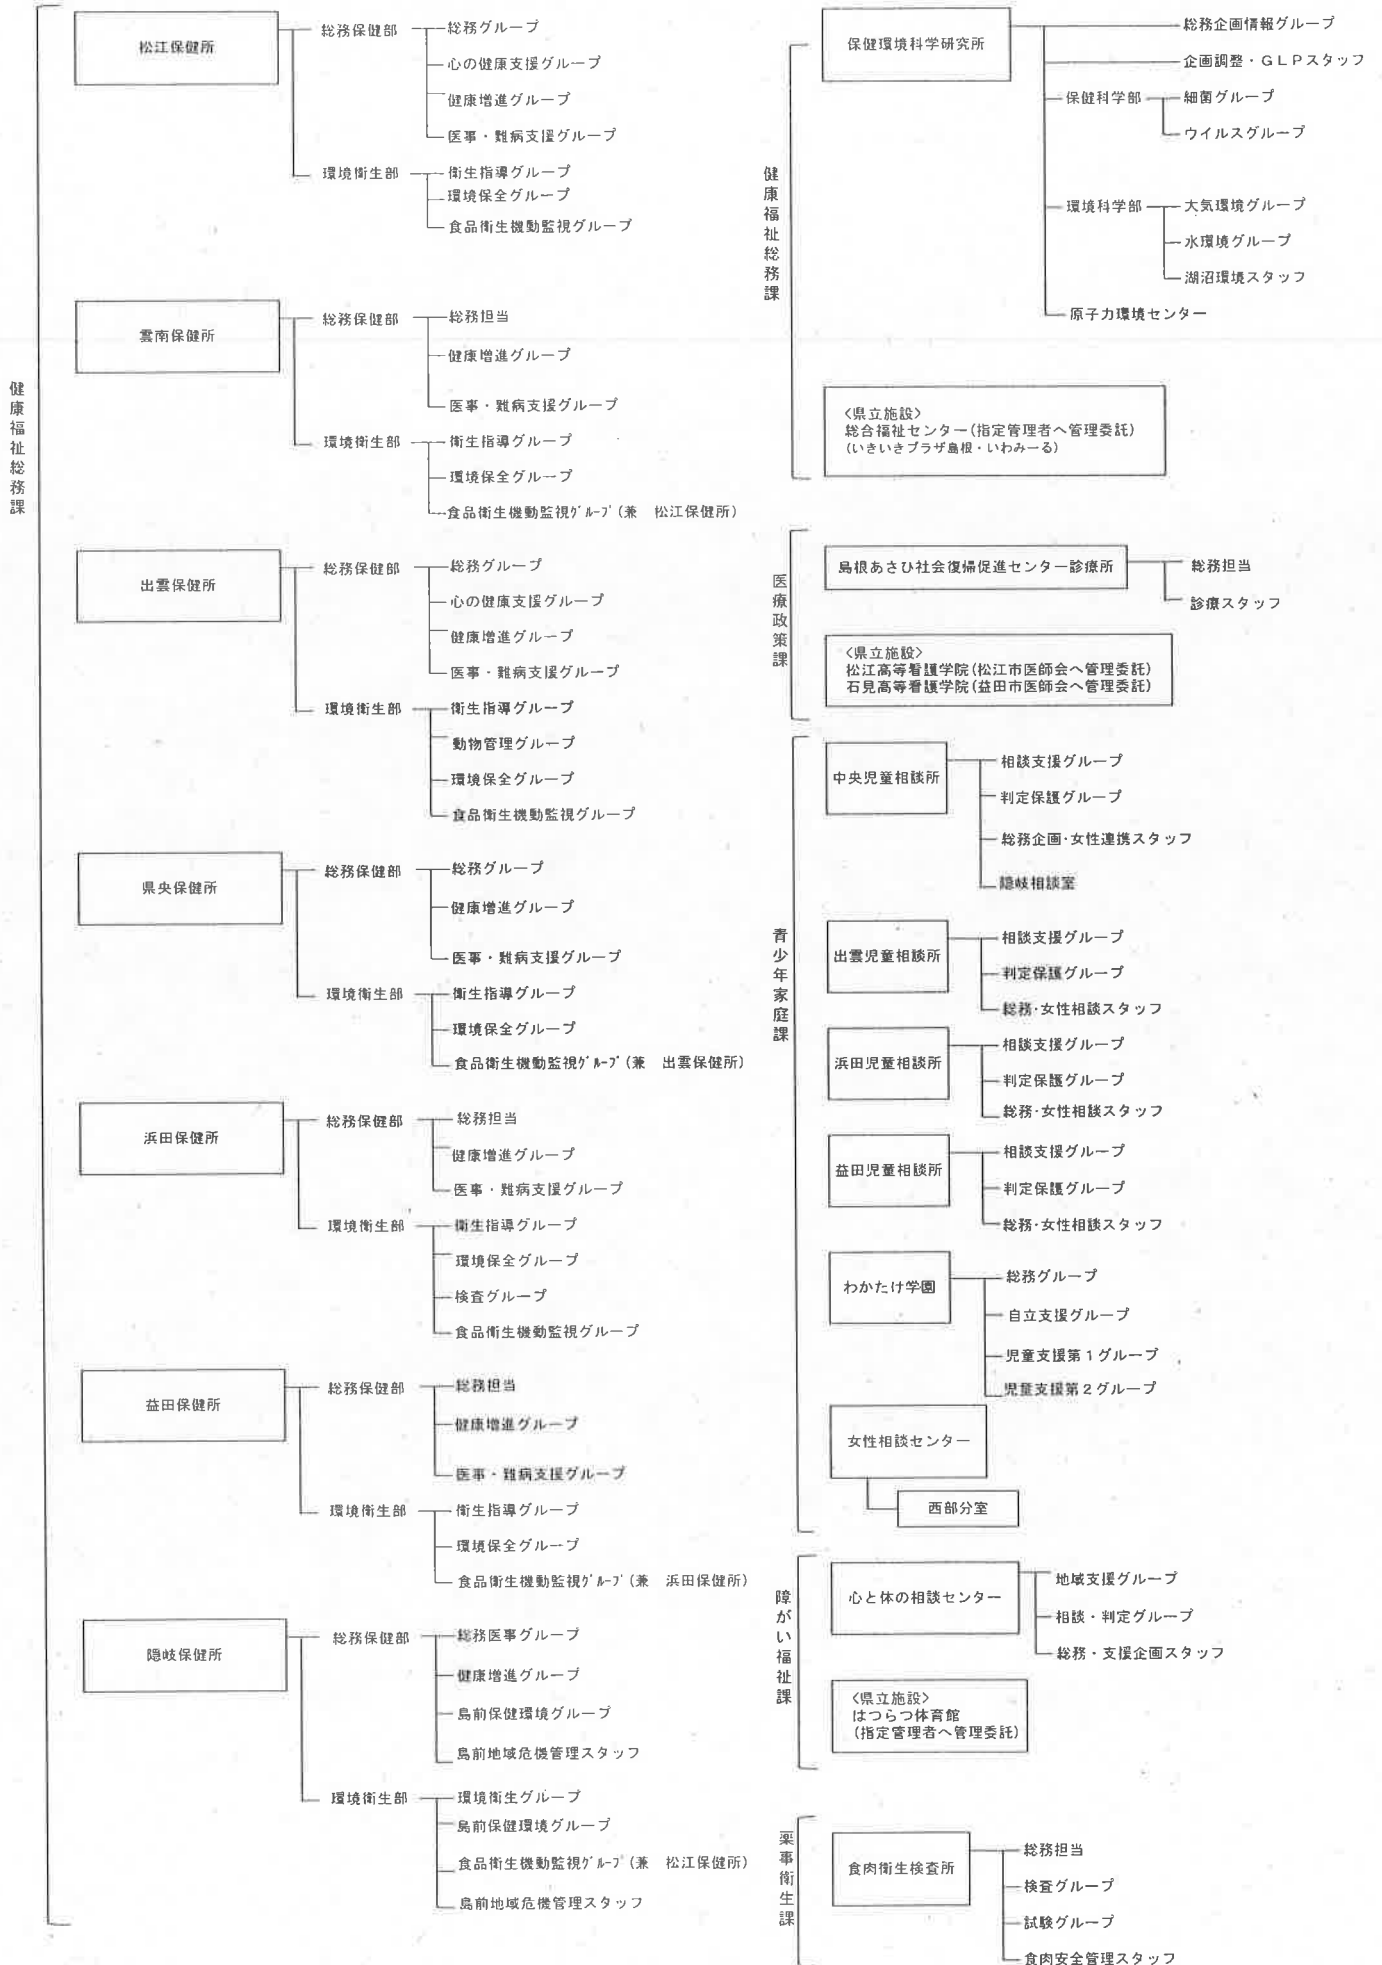 健康福祉総務課
松江保健所
総務保健部
総務グループ
心の健康支援グループ
健康増進グループ
医事・難病支援グループ
環境衛生部
衛生指導グループ
環境保全グループ
食品衛生機動監視グループ
雲南保健所
総務保健部
総務担当
健康増進グループ
医事・難病支援グループ
環境衛生部
衛生指導グループ
環境保全グループ
食品衛生機動監視ｸﾞﾙｰﾌﾟ(兼 松江保健所)
出雲保健所
総務保健部
総務グループ
心の健康支援グループ
健康増進グループ
医事・難病支援グループ
環境衛生部
衛生指導グループ
動物管理グループ
環境保全グループ
食品衛生機動監視グループ
県央保健所
総務保健部
総務グループ
健康増進グループ
医事・難病支援グループ
環境衛生部
衛生指導グループ
環境保全グループ
食品衛生機動監視ｸﾞﾙｰﾌﾟ(兼 出雲保健所)
浜田保健所
総務保健部
総務担当
健康増進グループ
医事・難病支援グループ
環境衛生部
衛生指導グループ
環境保全グループ
検査グループ
食品衛生機動監視グループ
益田保健所
総務保健部
総務担当
健康増進グループ
医事・難病支援グループ
環境衛生部
衛生指導グループ
環境保全グループ
食品衛生機動監視ｸﾞﾙｰﾌﾟ(兼 浜田保健所)
隠岐保健所
総務保健部
総務医事グループ
健康増進グループ
島前保健環境グループ
島前地域危機管理スタッフ
環境衛生部
環境衛生グループ
島前保健環境グループ
食品衛生機動監視ｸﾞﾙｰﾌﾟ(兼 松江保健所)
島前地域危機管理スタッフ
健康福祉総務課
保健環境科学研究所
総務企画情報グループ
企画調整・GLPスタッフ
保健科学部
細菌グループ
ウイルスグループ
環境科学部
大気環境グループ
水環境グループ
湖沼環境スタッフ
原子力環境センター
〈県立施設〉
総合福祉センター(指定管理者へ管理委託)
(いきいきプラザ島根・いわみーる)
医療政策課
島根あさひ社会復帰促進センター診療所
総務担当
診療スタッフ
〈県立施設〉
松江高等看護学院(松江市医師会へ管理委託)
石見高等看護学院(益田市医師会へ管理委託)
青少年家庭課
中央児童相談所
相談支援グループ
判定保護グループ
総務企画・女性連携スタッフ
隠岐相談室
出雲児童相談所
相談支援グループ
判定保護グループ
総務・女性相談スタッフ
浜田児童相談所
相談支援グループ
判定保護グループ
総務・女性相談スタッフ
益田児童相談所
相談支援グループ
判定保護グループ
総務・女性相談スタッフ
わかたけ学園
総務グループ
自立支援グループ
児童支援第1グループ
児童支援第2グループ
女性相談センター
西部分室
障がい福祉課
心と体の相談センター
地域支援グループ
相談・判定グループ
総務・支援企画スタッフ
〈県立施設〉
はつらつ体育館
(指定管理者へ管理委託)
薬事衛生課
食肉衛生検査所
総務担当
検査グループ
試験グループ
食肉安全管理スタッフ